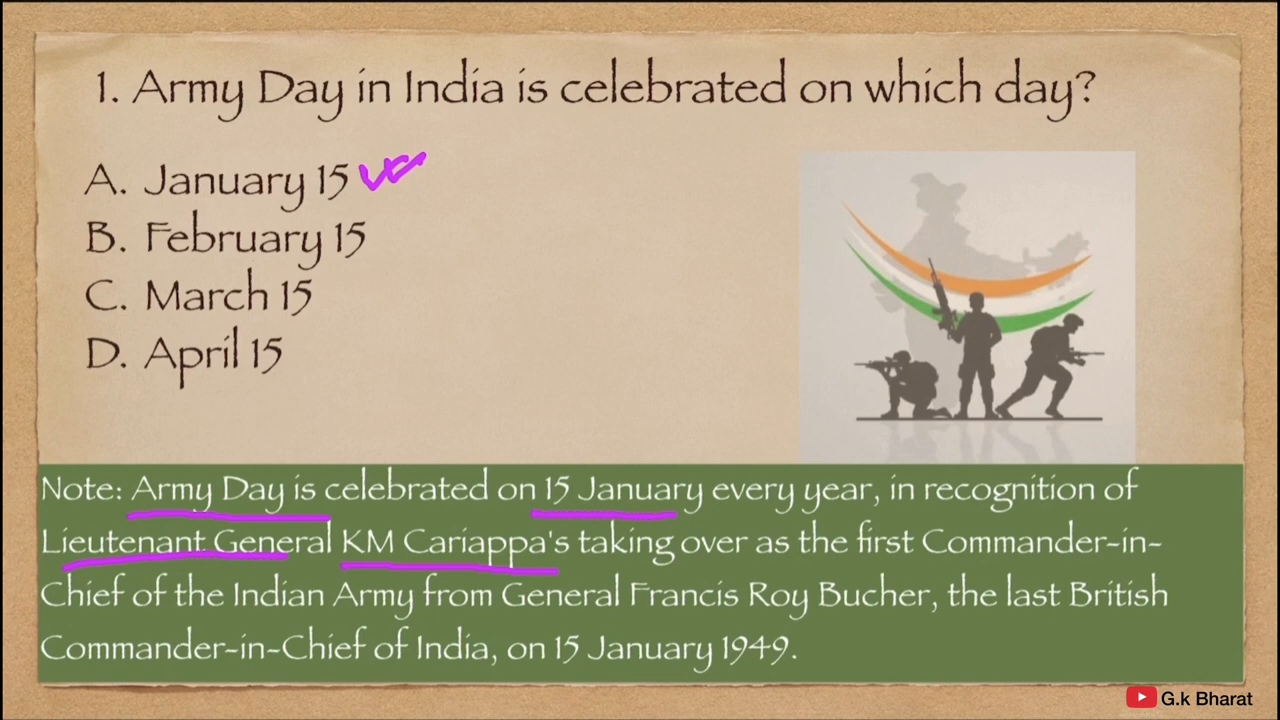 1. Army Day in India is celebrated on which day?
A. January 15
B. February 15
C. March 15
D. April 15
Note: Army Day is celebrated on 15 January every year, in recognition of
Lieutenant General KM Cariappa's taking over as the first Commander-in-
Chief of the Indian Army from General Francis Roy Bucher, the last British
Commander-in-Chief of India, on 15 January 1949.
G.k Bharat